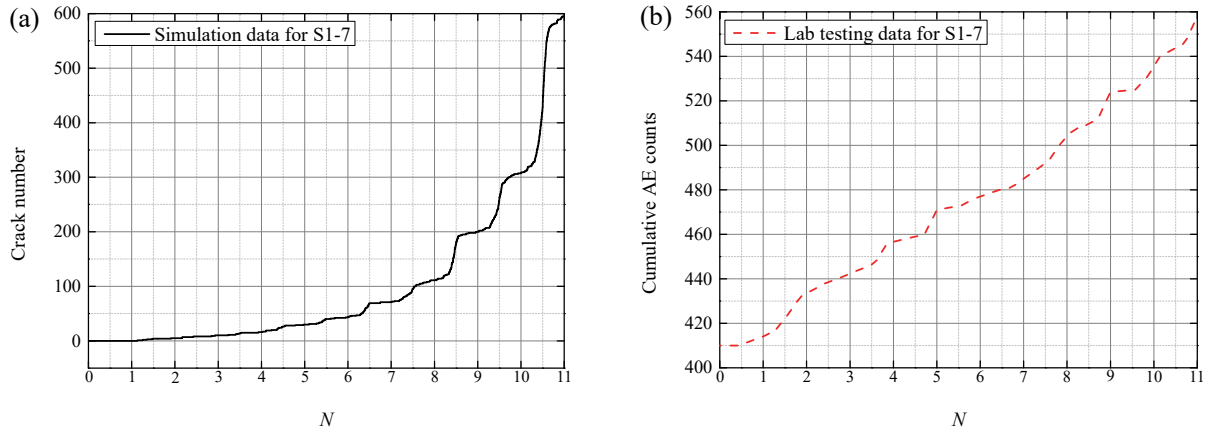 (a)
Simulation data for S1-7
Crack number
600
500
400
300
200
100
0
0 1 2 3 4 5 6 7 8 9 10 11
N
(b)
Lab testing data for S1-7
Cumulative AE counts
560
540
520
500
480
460
440
420
400
0 1 2 3 4 5 6 7 8 9 10 11
N